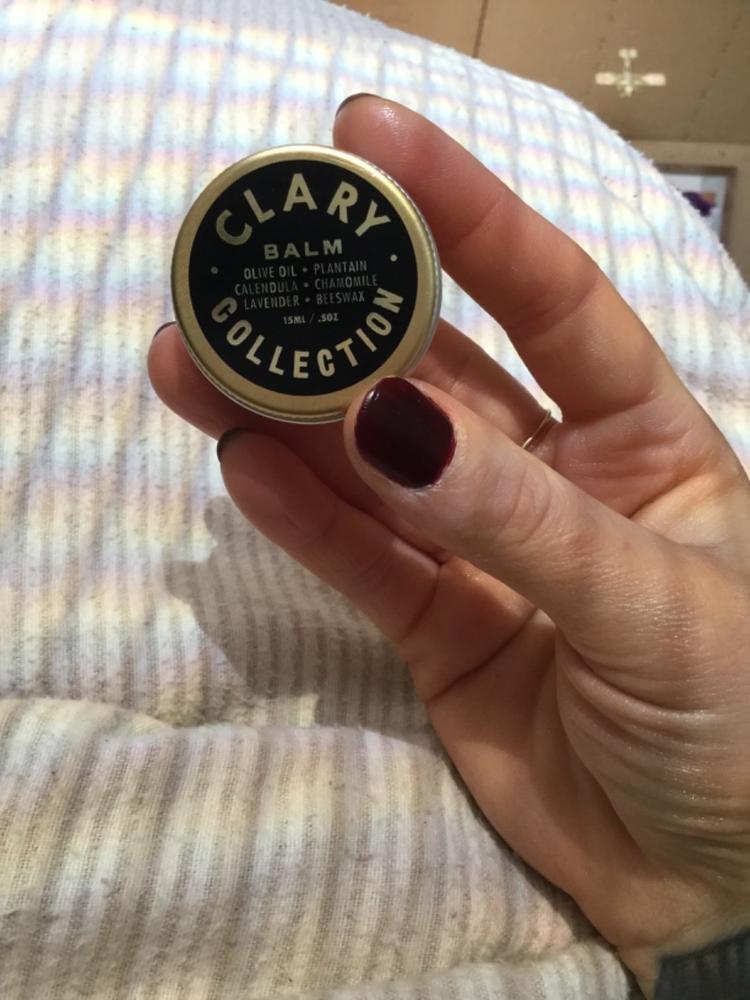 CLARY
BALM
OLIVE OIL • PLANTAIN
CALENDULA • CHAMOMILE
LAVENDER • BEESWAX
15ML / .5OZ
COLLECTION